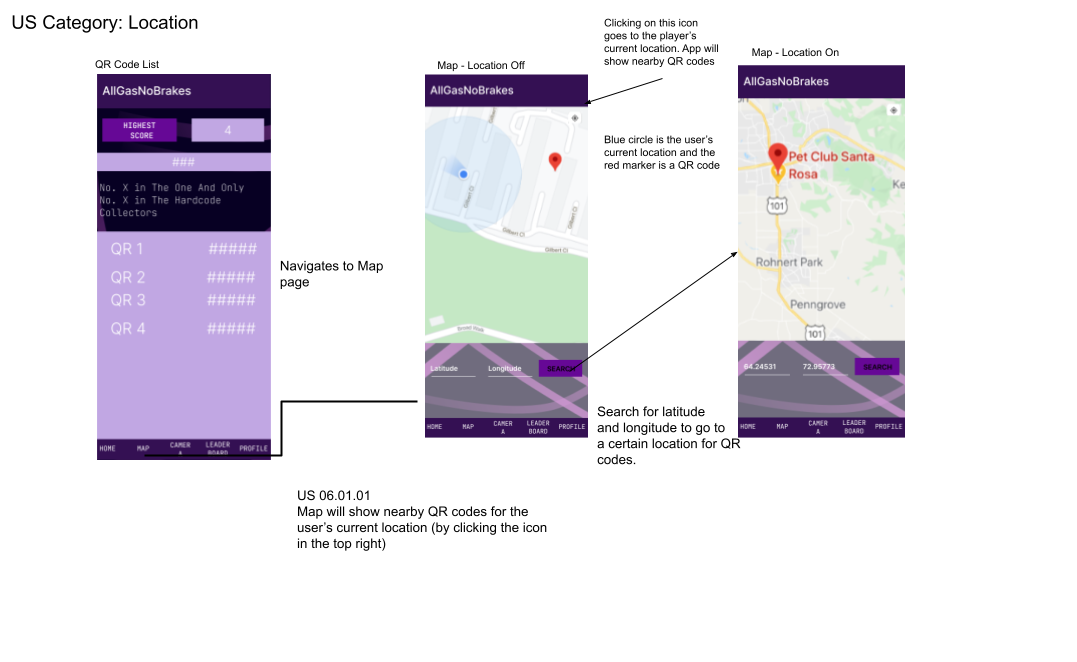 US Category: Location
QR Code List
AllGasNoBrakes
HIGHEST
SCORE
4
###
No. X in The One And Only
No. X in The Hardcode
Collectors
QR 1 #####
QR 2 #####
QR 3 #####
QR 4 #####
HOME MAP CAMER
A LEADER
BOARD PROFILE
Navigates to Map
page
Map - Location Off
AllGasNoBrakes
Gilbert Ct
Gilbert Ct
Gilbert Ct
Gilbert Ct
Gilbert Ct
Latitude Longitude SEARCH
HOME MAP CAMER
A LEADER
BOARD PROFILE
Clicking on this icon
goes to the player's
current location. App will
show nearby QR codes
Blue circle is the user's
current location and the
red marker is a QR code
Map - Location On
AllGasNoBrakes
Pet Club Santa
Rosa
Ke
101
Rohnert Park
Penngrove
101
64.24531 72.95773 SEARCH
HOME MAP CAMER
A LEADER
BOARD PROFILE
Search for latitude
and longitude to go to
a certain location for QR
codes.
US 06.01.01
Map will show nearby QR codes for the
user's current location (by clicking the icon
in the top right)